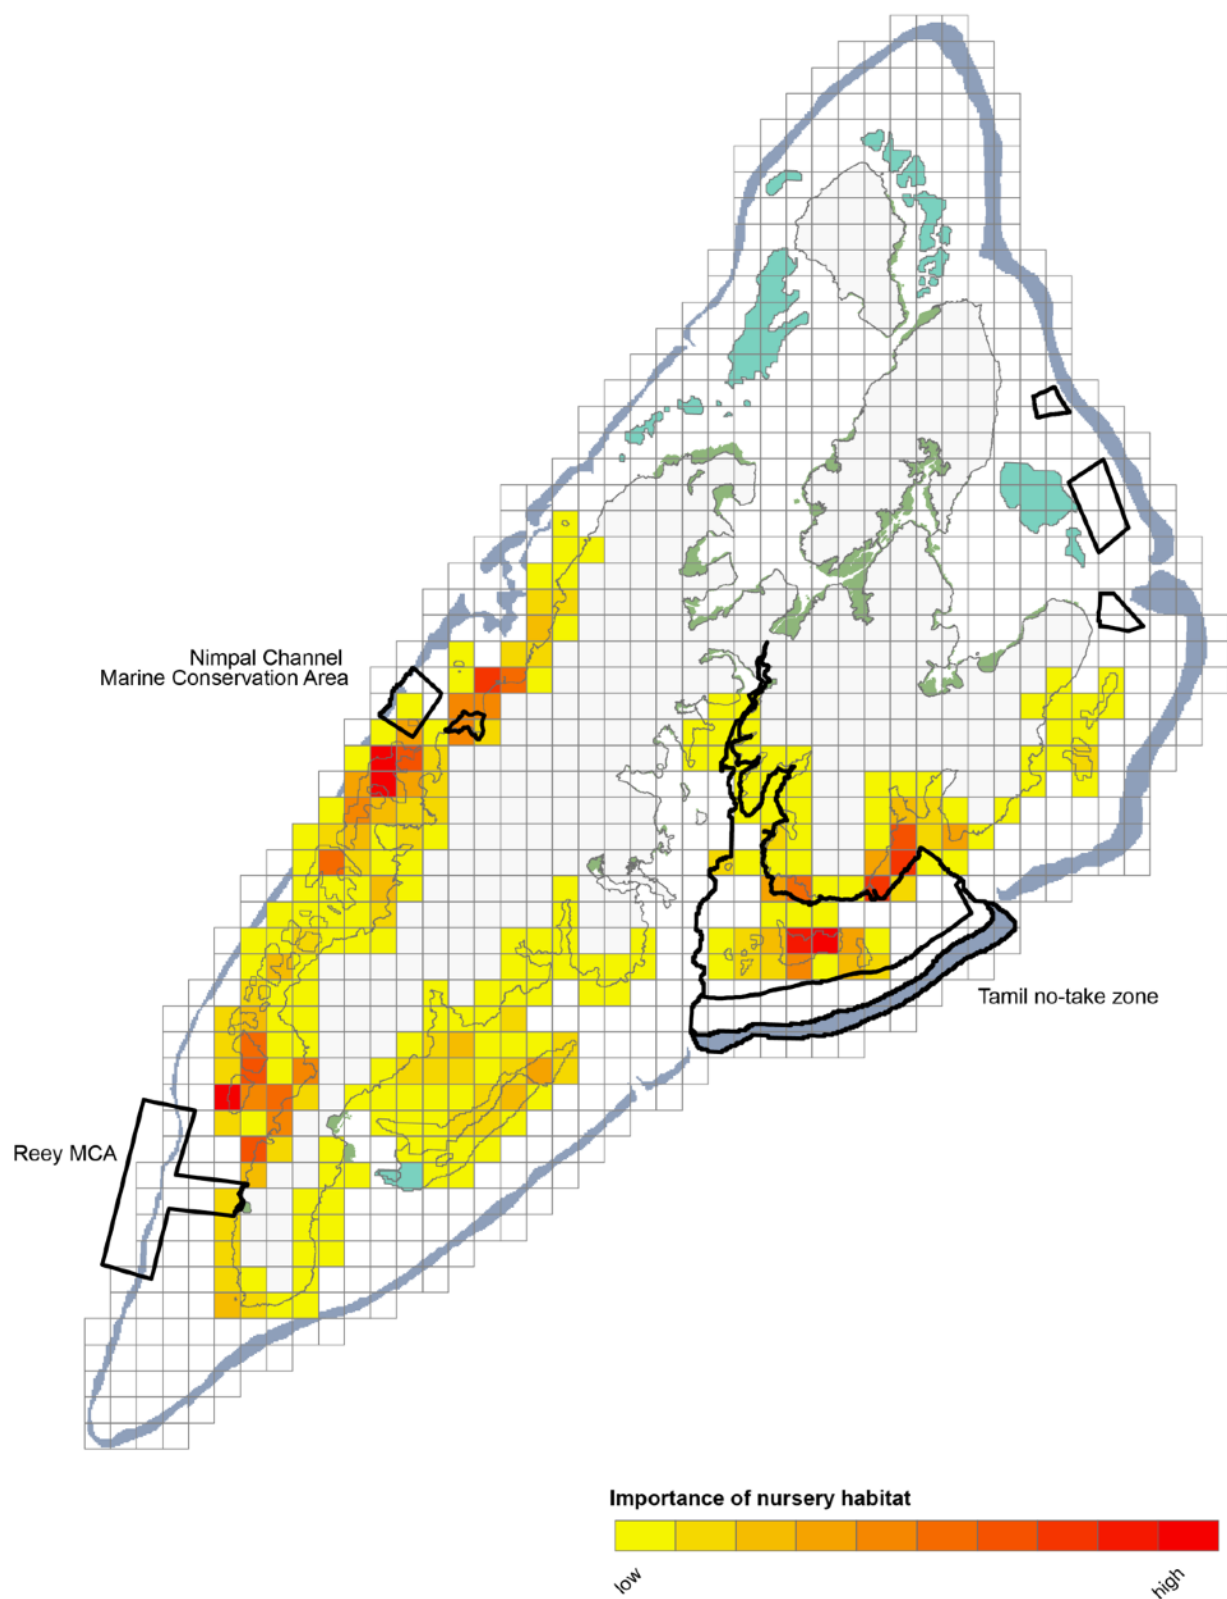 Nimpal Channel
Marine Conservation Area
Tamil no-take zone
Reey MCA
Importance of nursery habitat
low
high